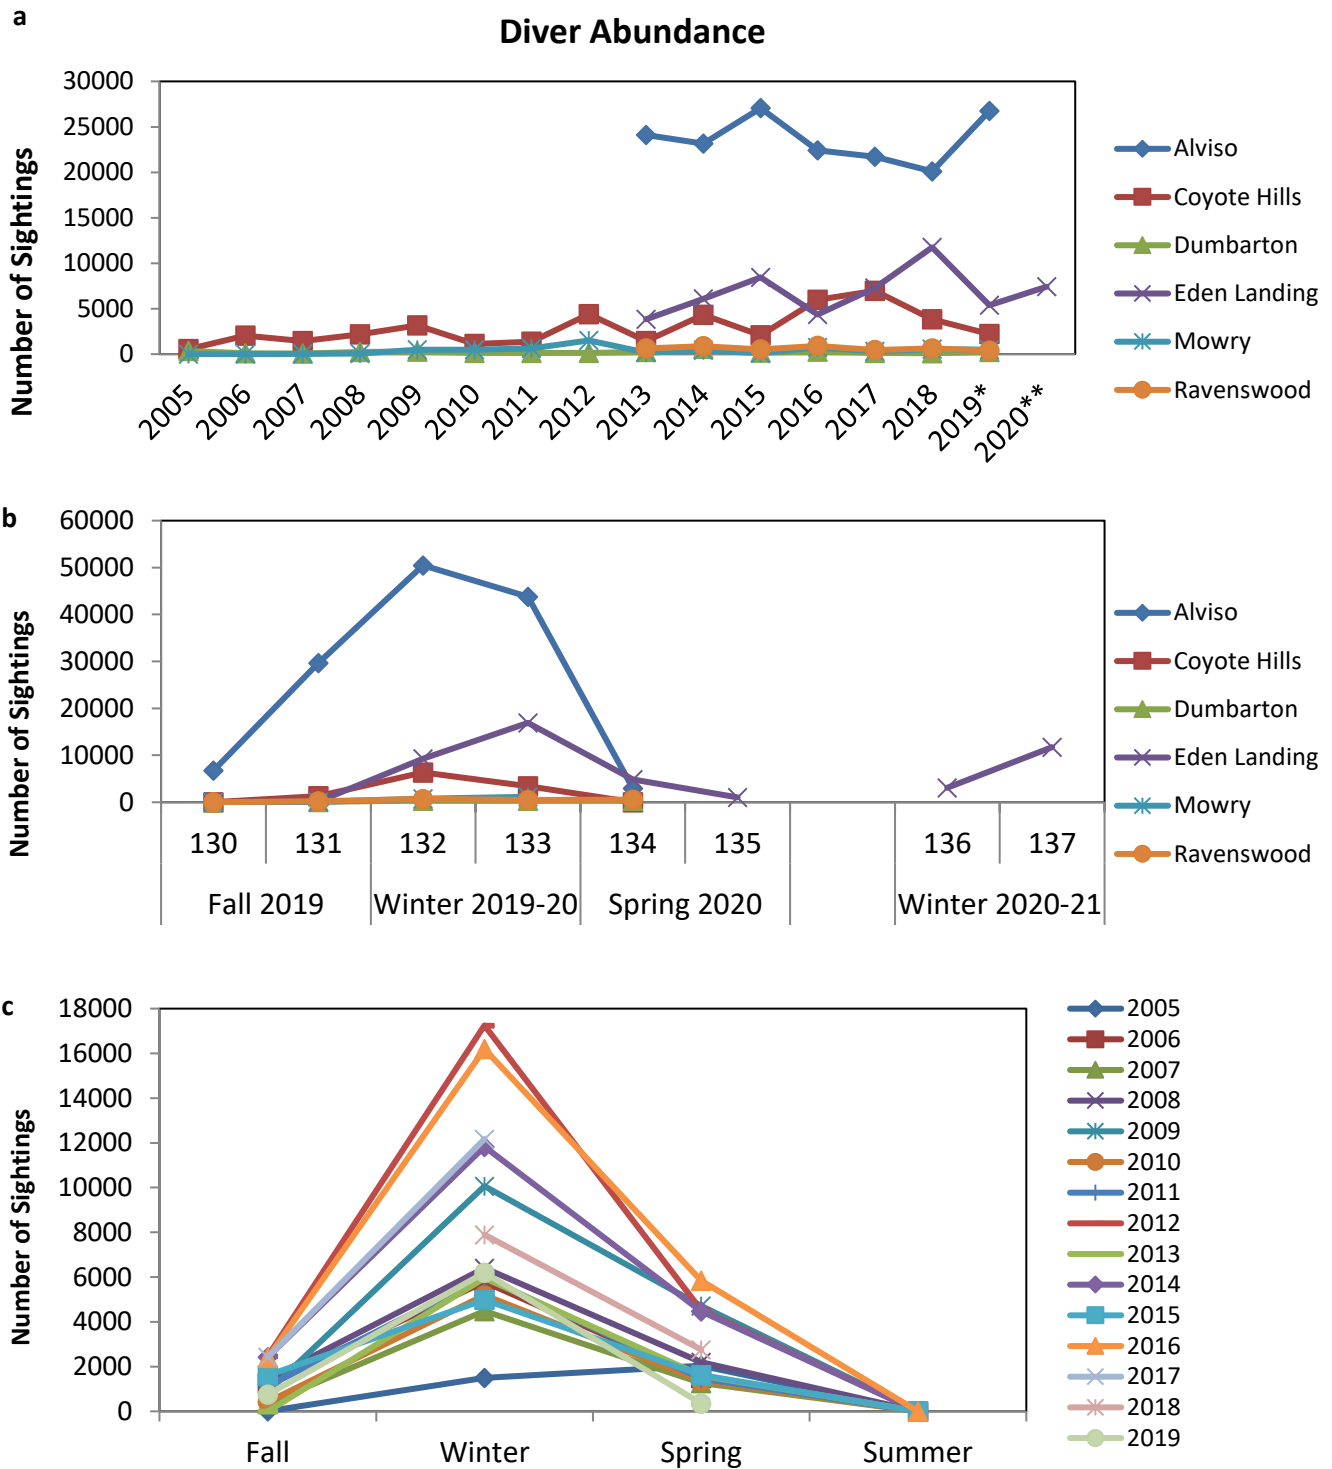 a
Diver Abundance
Number of Sightings
30000
25000
20000
15000
10000
5000
0
2005
2006
2007
2008
2009
2010
2011
2012
2013
2014
2015
2016
2017
2018
2019*
2020**
Alviso
Coyote Hills
Dumbarton
Eden Landing
Mowry
Ravenswood
b
Number of Sightings
60000
50000
40000
30000
20000
10000
0
130 131 132 133 134 135 136 137
Fall 2019 Winter 2019-20 Spring 2020 Winter 2020-21
Alviso
Coyote Hills
Dumbarton
Eden Landing
Mowry
Ravenswood
c
Number of Sightings
18000
16000
14000
12000
10000
8000
6000
4000
2000
0
Fall Winter Spring Summer
2005
2006
2007
2008
2009
2010
2011
2012
2013
2014
2015
2016
2017
2018
2019